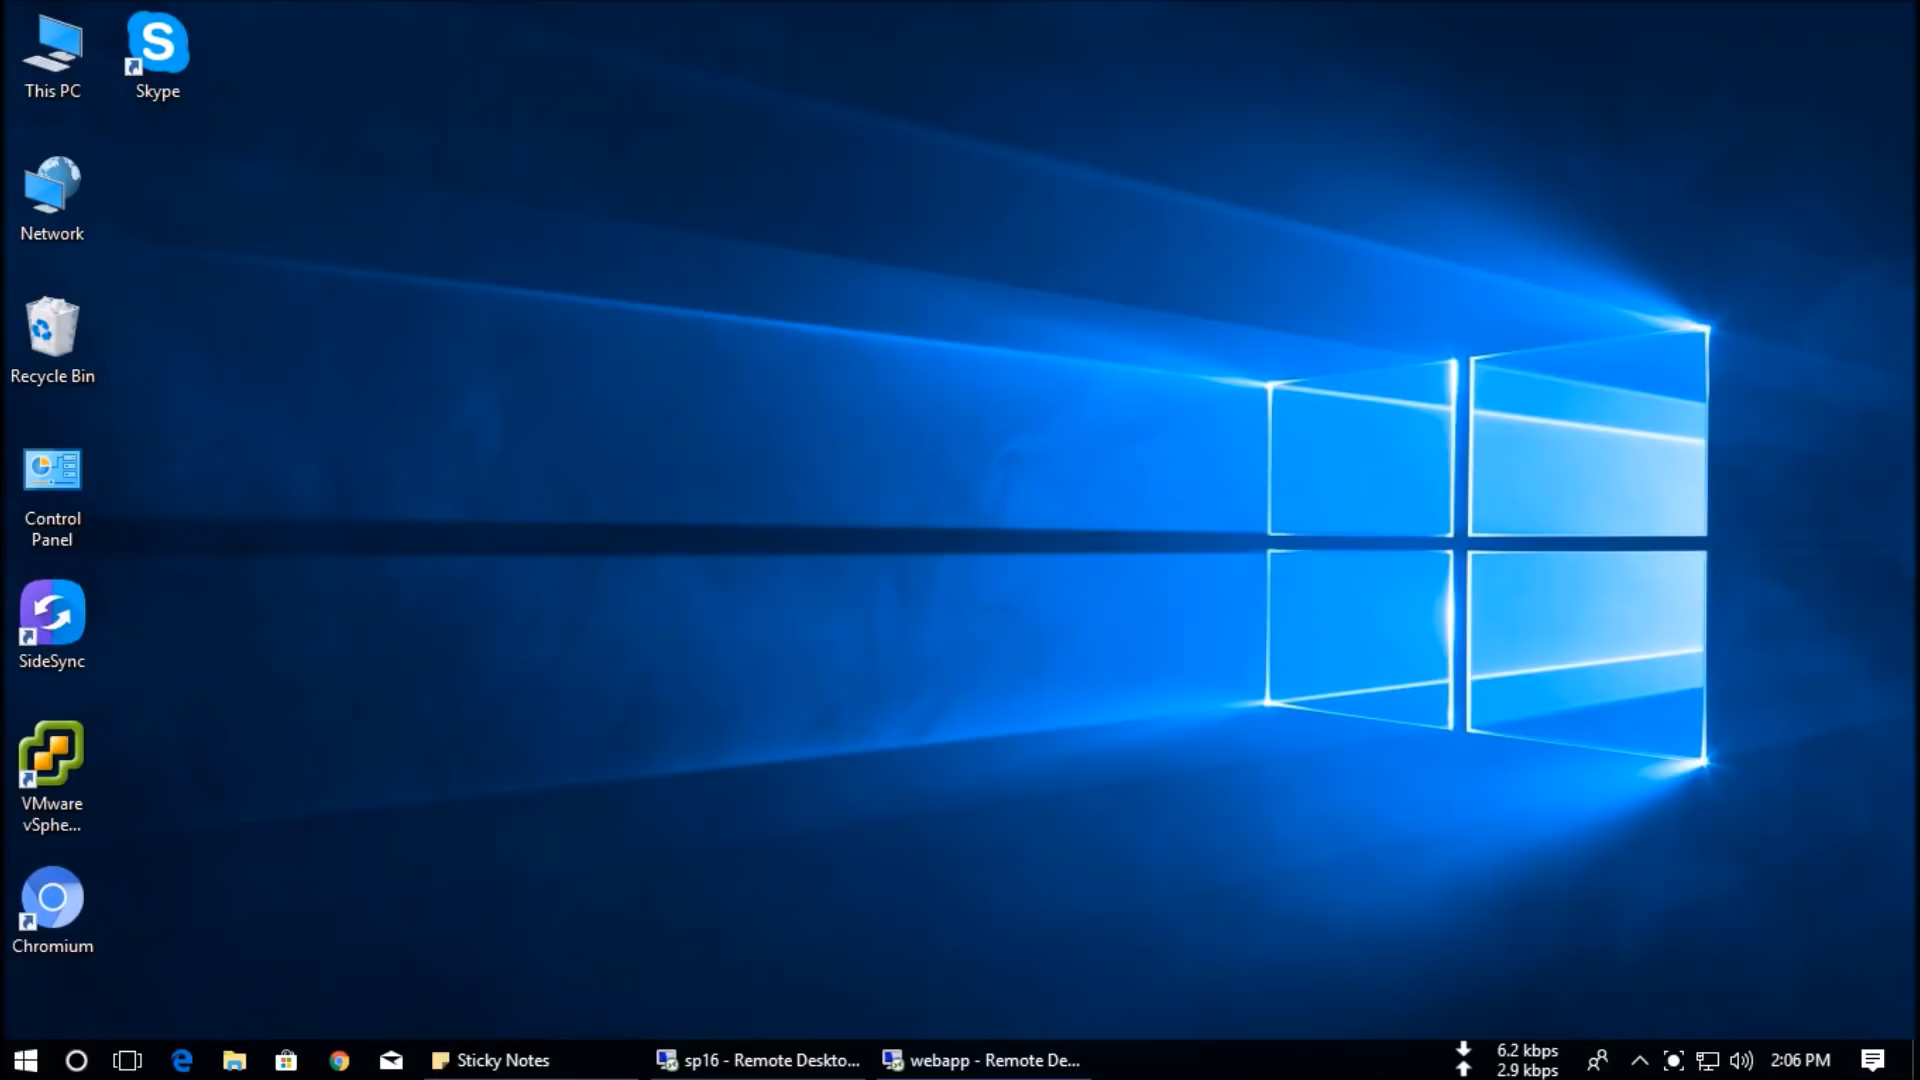 This PC
Skype
Network
Recycle Bin
Control
Panel
SideSync
VMware
vSphe...
Chromium
Sticky Notes
sp16 - Remote Deskto...
webapp - Remote De...
6.2 kbps
2.9 kbps
2:06 PM